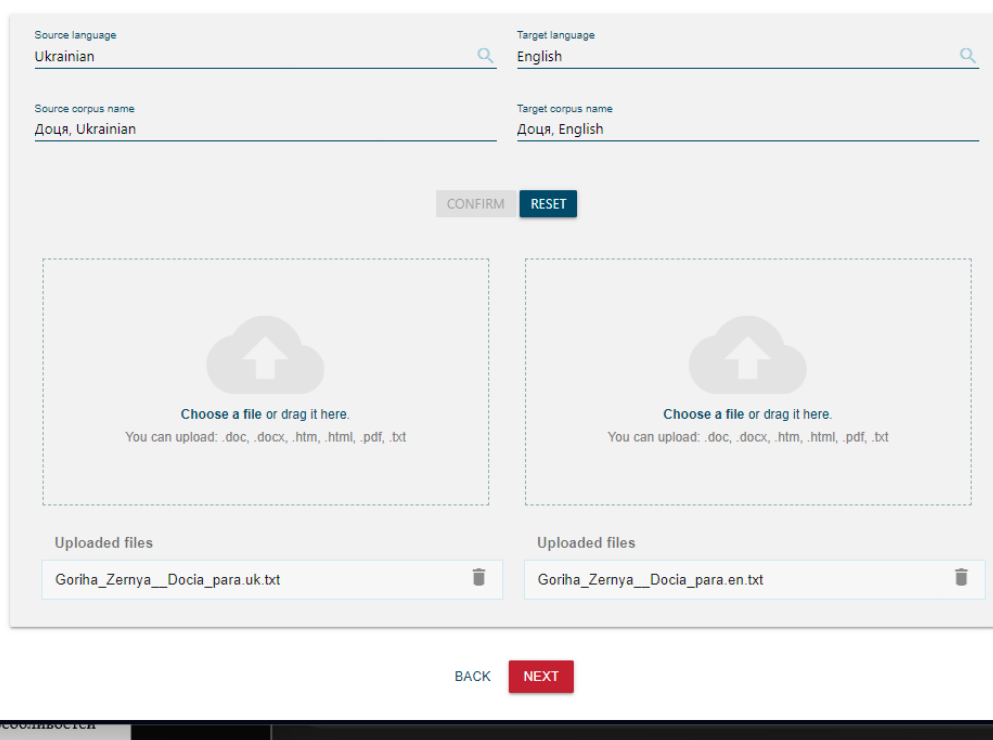 Source language
Ukrainian
Target language
English
Source corpus name
Доця, Ukrainian
Target corpus name
Доця, English
CONFIRM
RESET
Choose a file or drag it here.
You can upload: .doc, .docx, .htm, .html, .pdf, .txt
Choose a file or drag it here.
You can upload: .doc, .docx, .htm, .html, .pdf, .txt
Uploaded files
Goriha_Zernya__Docia_para.uk.txt
Uploaded files
Goriha_Zernya__Docia_para.en.txt
BACK
NEXT